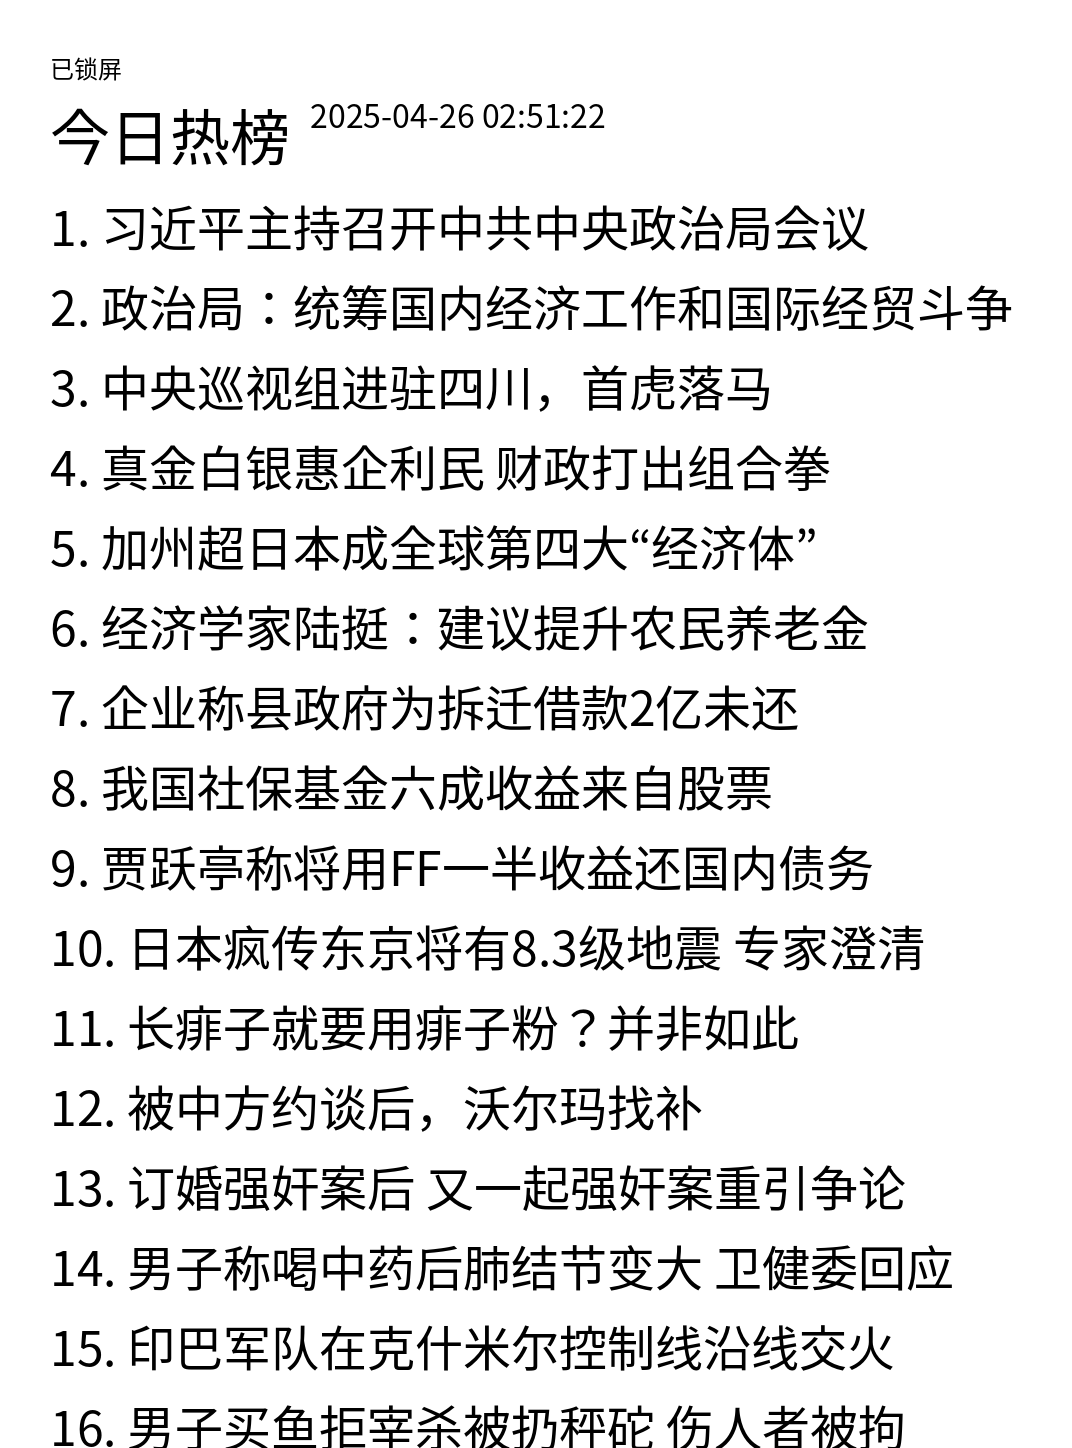 已锁屏
今日热榜 2025-04-26 02:51:22
1. 习近平主持召开中共中央政治局会议
2. 政治局：统筹国内经济工作和国际经贸斗争
3. 中央巡视组进驻四川，首虎落马
4. 真金白银惠企利民 财政打出组合拳
5. 加州超日本成全球第四大“经济体”
6. 经济学家陆挺：建议提升农民养老金
7. 企业称县政府为拆迁借款2亿未还
8. 我国社保基金六成收益来自股票
9. 贾跃亭称将用FF一半收益还国内债务
10. 日本疯传东京将有8.3级地震 专家澄清
11. 长痱子就要用痱子粉？并非如此
12. 被中方约谈后，沃尔玛找补
13. 订婚强奸案后 又一起强奸案重引争论
14. 男子称喝中药后肺结节变大 卫健委回应
15. 印巴军队在克什米尔控制线沿线交火
16. 男子买鱼拒宰杀被扔秤砣 伤人者被拘